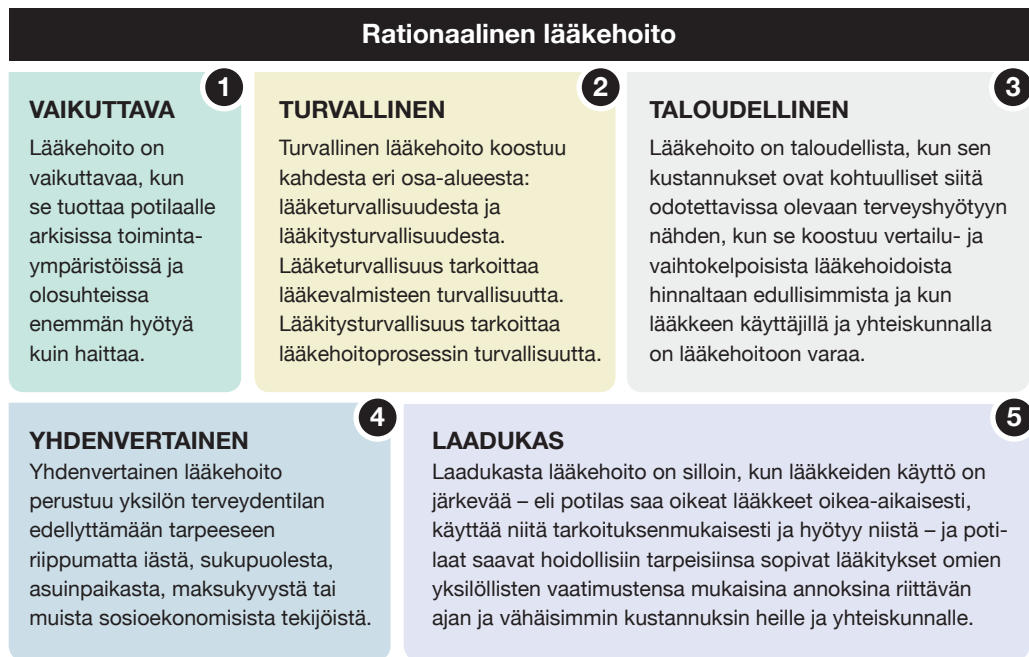 Rationaalinen lääkehoito
1
VAIKUTTAVA
Lääkehoito on
vaikuttavaa, kun
se tuottaa potilaalle
arkisissa toiminta-
ympäristöissä ja
olosuhteissa
enemmän hyötyä
kuin haittaa.
2
TURVALLINEN
Turvallinen lääkehoito koostuu
kahdesta eri osa-alueesta:
lääketurvallisuudesta ja
lääkitysturvallisuudesta.
Lääketurvallisuus tarkoittaa
lääkevalmisteen turvallisuutta.
Lääkitysturvallisuus tarkoittaa
lääkehoitoprosessin turvallisuutta.
3
TALOUDELLINEN
Lääkehoito on taloudellista, kun sen
kustannukset ovat kohtuulliset siitä
odotettavissa olevaan terveyshyötyyn
nähden, kun se koostuu vertailu- ja
vaihtokelpoisista lääkehoidoista
hinnaltaan edullisimmista ja kun
lääkkeen käyttäjillä ja yhteiskunnalla
on lääkehoitoon varaa.
4
YHDENVERTAINEN
Yhdenvertainen lääkehoito
perustuu yksilön terveydentilan
edellyttämään tarpeeseen
riippumatta iästä, sukupuolesta,
asuinpaikasta, maksukyvystä tai
muista sosioekonomisista tekijöistä.
5
LAADUKAS
Laadukasta lääkehoito on silloin, kun lääkkeiden käyttö on
järkevää – eli potilas saa oikeat lääkkeet oikea-aikaisesti,
käyttää niitä tarkoituksenmukaisesti ja hyötyy niistä – ja poti-
laat saavat hoidollisiin tarpeisiinsa sopivat lääkitykset omien
yksilöllisten vaatimustensa mukaisina annoksina riittävän
ajan ja vähäisimmin kustannuksin heille ja yhteiskunnalle.